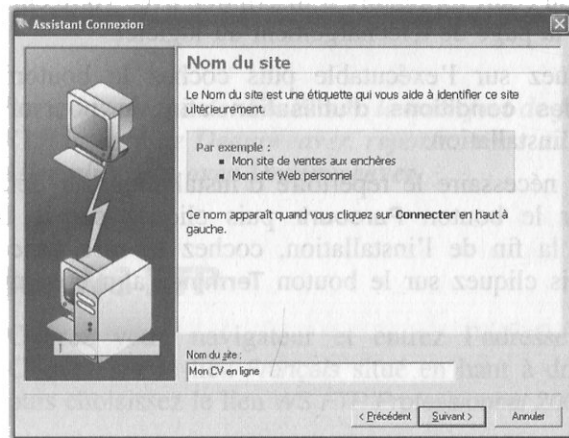 Assistant Connexion
Nom du site
Le Nom du site est une étiquette qui vous aide à identifier ce site
ultérieurement.
Par exemple :
Mon site de ventes aux enchères
Mon site Web personnel
Ce nom apparaît quand vous cliquez sur Connecter en haut à
gauche.
1
Nom du site :
Mon CV en ligne
< Précédent
Suivant >
Annuler